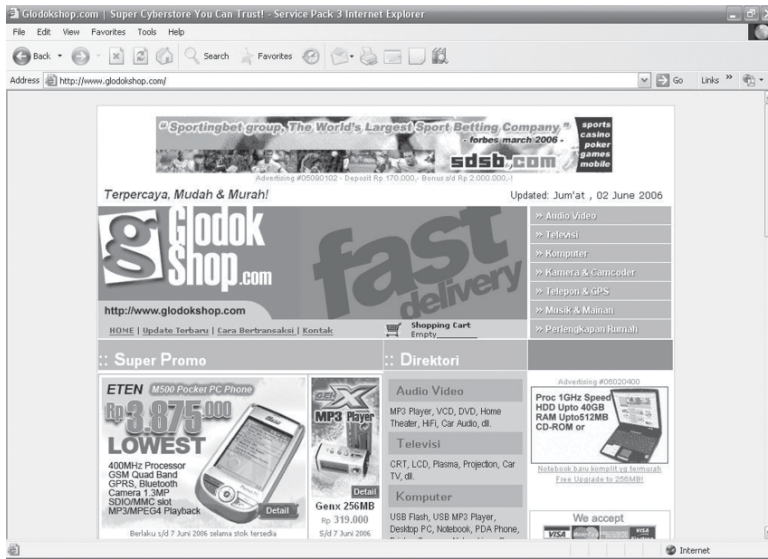 Glodokshop.com | Super Cyberstore You Can Trust! - Service Pack 3 Internet Explorer
File Edit View Favorites Tools Help
Back Search Favorites
Address http://www.glodokshop.com/ Go Links »
" Sportingbet group, The World's Largest Sport Betting Company "
- forbes march 2006 -
sdsb.com
sports
casino
poker
games
mobile
Advertising #05090102 - Deposit Rp 170.000,- Bonus s/d Rp 2.000.000,-!
Terpercaya, Mudah & Murah!
Updated: Jum'at , 02 June 2006
g Glodok
Shop.com
fast
delivery
http://www.glodokshop.com
HOME | Update Terbaru | Cara Bertransaksi | Kontak
Shopping Cart
Empty
» Audio Video
» Televisi
» Komputer
» Kamera & Camcoder
» Telepon & GPS
» Musik & Mainan
» Perlengkapan Rumah
:: Super Promo
ETEN M500 Pocket PC Phone
Rp 3.875.000
LOWEST
400MHz Processor
GSM Quad Band
GPRS, Bluetooth
Camera 1.3MP
SDIO/MMC slot
MP3/MPEG4 Playback
Detail
Berlaku s/d 7 Juni 2006 selama stok tersedia
GENX
MP3 Player
Detail
Genx 256MB
Rp 319.000
S/d 7 Juni 2006
:: Direktori
Audio Video
MP3 Player, VCD, DVD, Home
Theater, HiFi, Car Audio, dll.
Televisi
CRT, LCD, Plasma, Projection, Car
TV, dll.
Komputer
USB Flash, USB MP3 Player,
Desktop PC, Notebook, PDA Phone,
Advertising #06020400
Proc 1GHz Speed
HDD Upto 40GB
RAM Upto512MB
CD-ROM or
Notebook baru komplit yg termurah
Free Upgrade to 256MB!
We accept
VISA
Internet